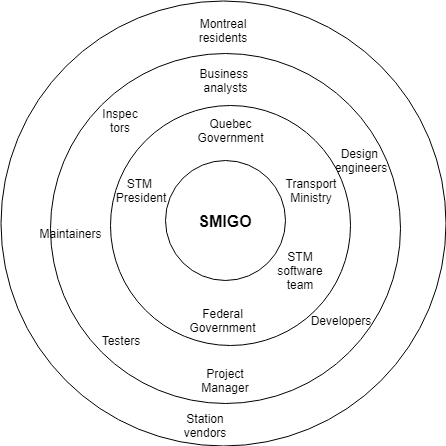 Montreal
residents
Business
analysts
Inspec
tors
Quebec
Government
Design
engineers
STM
President
Transport
Ministry
SMIGO
Maintainers
STM
software
team
Federal
Government
Developers
Testers
Project
Manager
Station
vendors